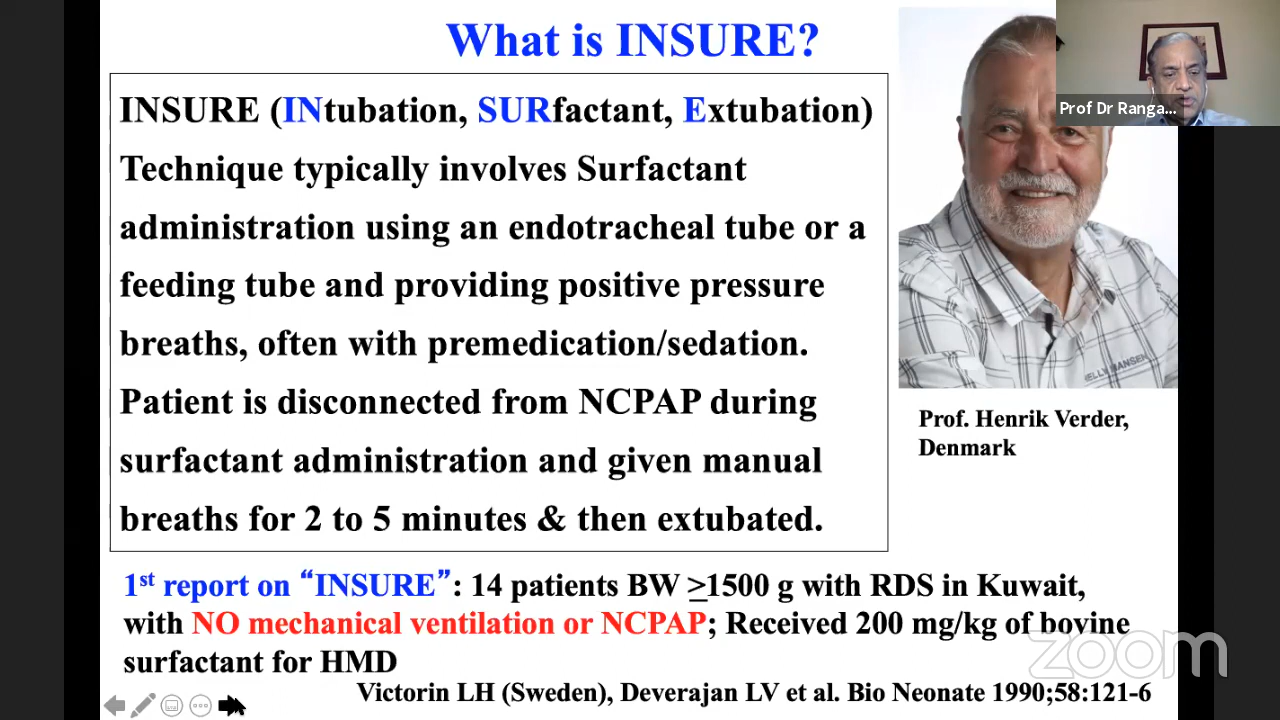 What is INSURE?
Prof Dr Ranga...
INSURE (INtubation, SURfactant, Extubation)
Technique typically involves Surfactant
administration using an endotracheal tube or a
feeding tube and providing positive pressure
breaths, often with premedication/sedation.
Patient is disconnected from NCPAP during
surfactant administration and given manual
breaths for 2 to 5 minutes & then extubated.
HELLY HANSEN
Prof. Henrik Verder,
Denmark
1st report on “INSURE”: 14 patients BW ≥1500 g with RDS in Kuwait,
with NO mechanical ventilation or NCPAP; Received 200 mg/kg of bovine
surfactant for HMD
zoom
Victorin LH (Sweden), Deverajan LV et al. Bio Neonate 1990;58:121-6